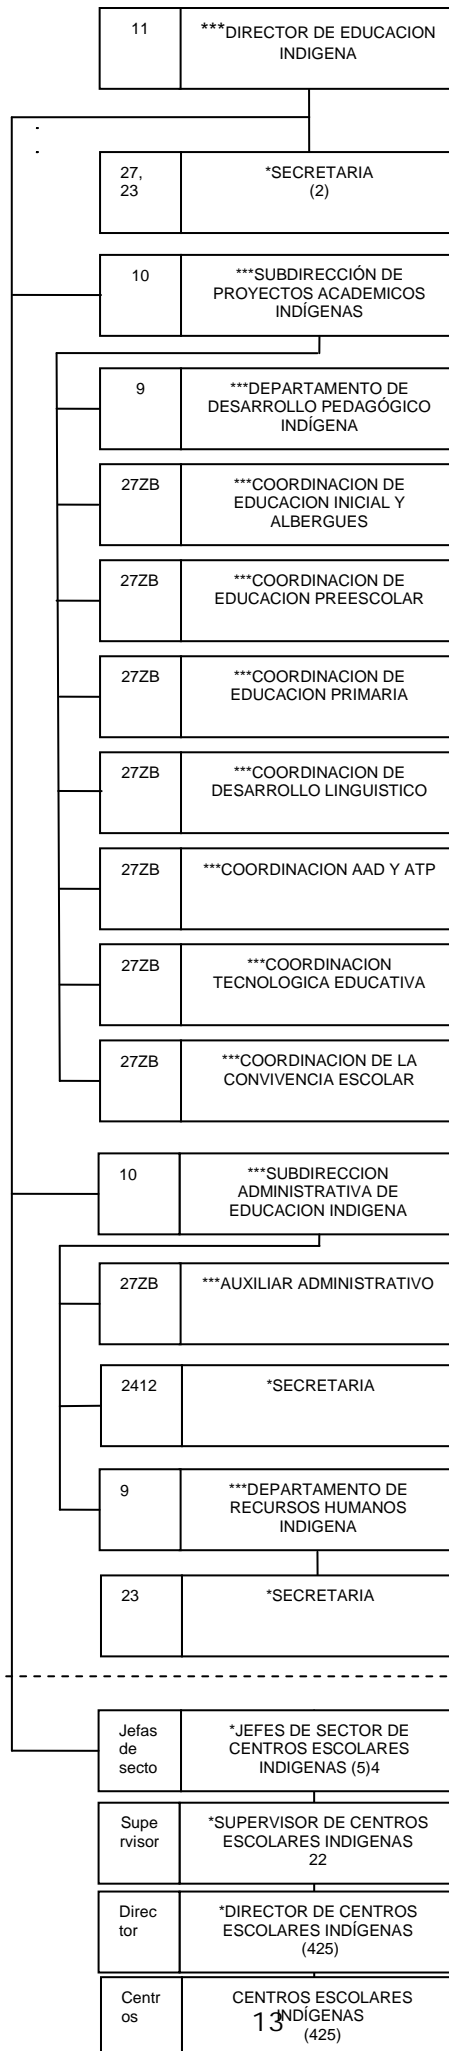 11
***DIRECTOR DE EDUCACION
INDIGENA
27,
23
*SECRETARIA
(2)
10
***SUBDIRECCIÓN DE
PROYECTOS ACADEMICOS
INDÍGENAS
9
***DEPARTAMENTO DE
DESARROLLO PEDAGÓGICO
INDÍGENA
27ZB
***COORDINACION DE
EDUCACION INICIAL Y
ALBERGUES
27ZB
***COORDINACION DE
EDUCACION PREESCOLAR
27ZB
***COORDINACION DE
EDUCACION PRIMARIA
27ZB
***COORDINACION DE
DESARROLLO LINGUISTICO
27ZB
***COORDINACION AAD Y ATP
27ZB
***COORDINACION
TECNOLOGICA EDUCATIVA
27ZB
***COORDINACION DE LA
CONVIVENCIA ESCOLAR
10
***SUBDIRECCION
ADMINISTRATIVA DE
EDUCACION INDIGENA
27ZB
***AUXILIAR ADMINISTRATIVO
2412
*SECRETARIA
9
***DEPARTAMENTO DE
RECURSOS HUMANOS
INDIGENA
23
*SECRETARIA
Jefas
de
secto
*JEFES DE SECTOR DE
CENTROS ESCOLARES
INDIGENAS (5)4
Supe
rvisor
*SUPERVISOR DE CENTROS
ESCOLARES INDIGENAS
22
Direc
tor
*DIRECTOR DE CENTROS
ESCOLARES INDÍGENAS
(425)
Centr
os
CENTROS ESCOLARES
INDÍGENAS
(425)
13